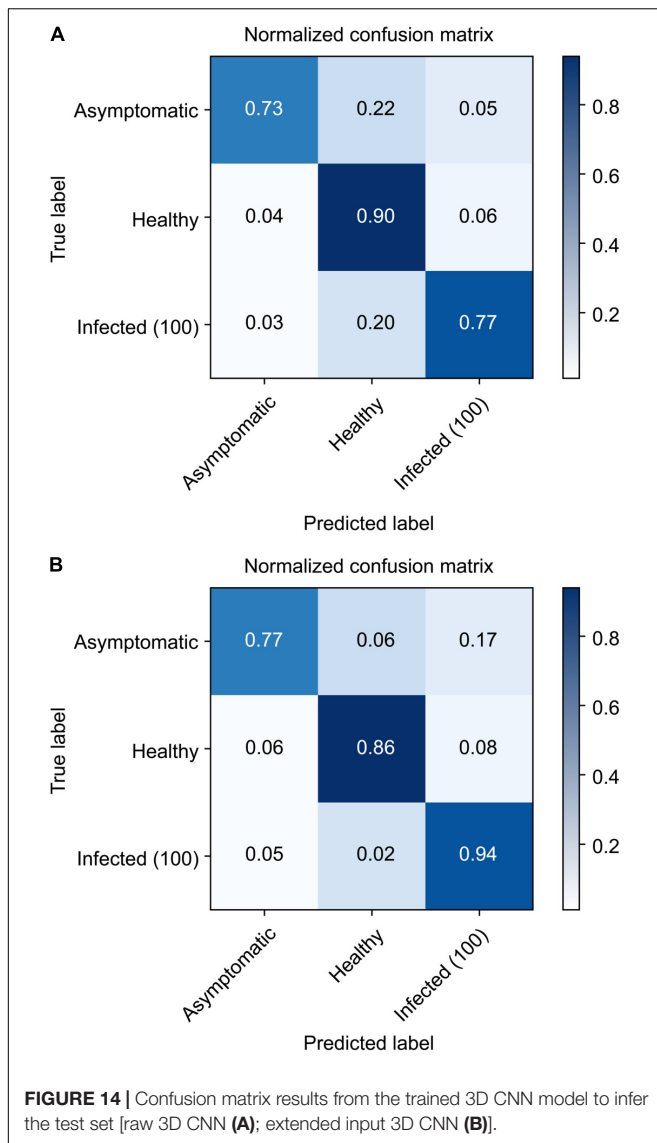 A
Normalized confusion matrix
Asymptomatic 0.73 0.22 0.05
Healthy 0.04 0.90 0.06
Infected (100) 0.03 0.20 0.77
True label
Asymptomatic Healthy Infected (100)
Predicted label
0.8
0.6
0.4
0.2
B
Normalized confusion matrix
Asymptomatic 0.77 0.06 0.17
Healthy 0.06 0.86 0.08
Infected (100) 0.05 0.02 0.94
True label
Asymptomatic Healthy Infected (100)
Predicted label
0.8
0.6
0.4
0.2
FIGURE 14 | Confusion matrix results from the trained 3D CNN model to infer
the test set [raw 3D CNN (A); extended input 3D CNN (B)].